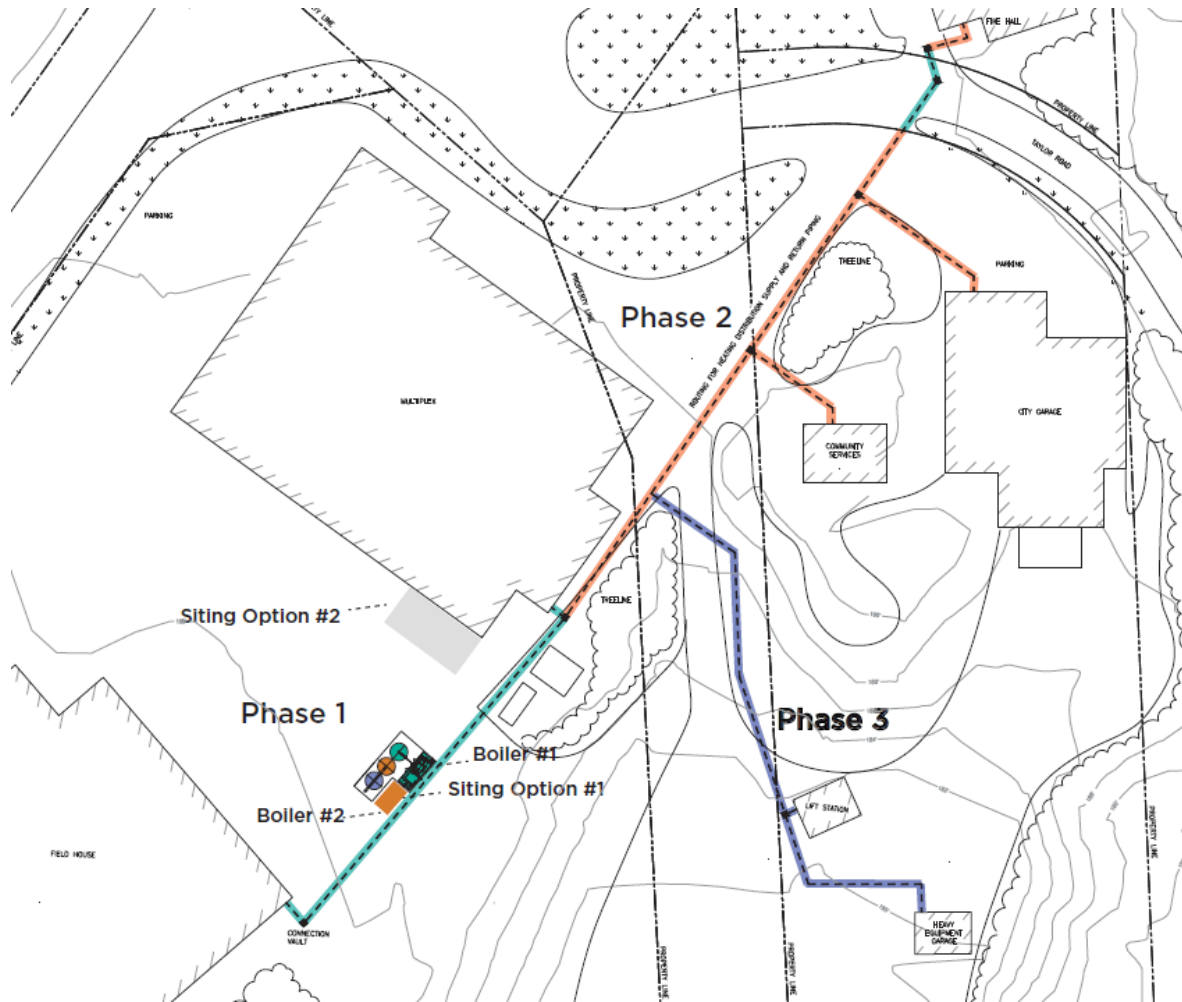 FINE HALL
PROPERTY LINE
TAYLOR ROAD
PARKING
PARKING
TREELINE
ROUTING FOR HEATING DISTRIBUTION SUPPLY AND RETURN PIPING
PROPERTY LINE
Phase 2
MULTIPLEX
CITY GARAGE
COMMUNITY
SERVICES
TREELINE
Siting Option #2
Phase 1
Phase 3
Boiler #1
Siting Option #1
Boiler #2
LIFT STATION
PROPERTY LINE
FIELD HOUSE
CONNECTION
VAULT
HEAVY
EQUIPMENT
GARAGE
PROPERTY LINE
PROPERTY LINE